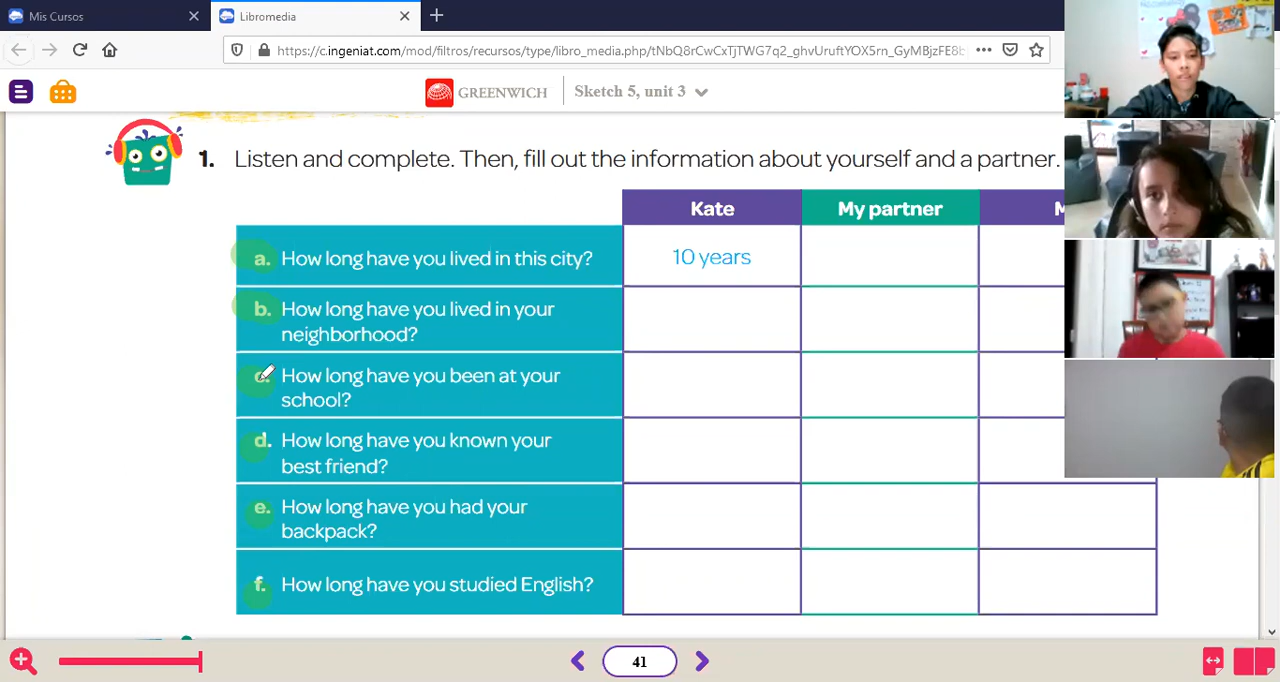 Mis Cursos
Libromedia
https://c.ingeniat.com/mod/filtros/recursos/type/libro_media.php/tNbQ8rCwCxTjTWG7q2_ghvUruftYOX5rn_GyMBjzFE8b
GREENWICH
Sketch 5, unit 3
1. Listen and complete. Then, fill out the information about yourself and a partner.
Kate My partner M
a. How long have you lived in this city? 10 years
b. How long have you lived in your
neighborhood?
c. How long have you been at your
school?
d. How long have you known your
best friend?
e. How long have you had your
backpack?
f. How long have you studied English?
41